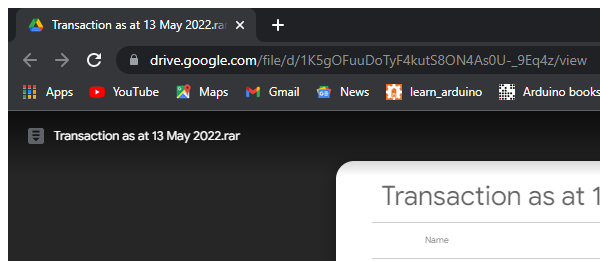 Transaction as at 13 May 2022.rar
drive.google.com/file/d/1K5gOFuuDoTyF4kutS8ON4As0U-_9Eq4z/view
Apps YouTube Maps Gmail News learn_arduino Arduino books
Transaction as at 13 May 2022.rar
Transaction as at 1
Name